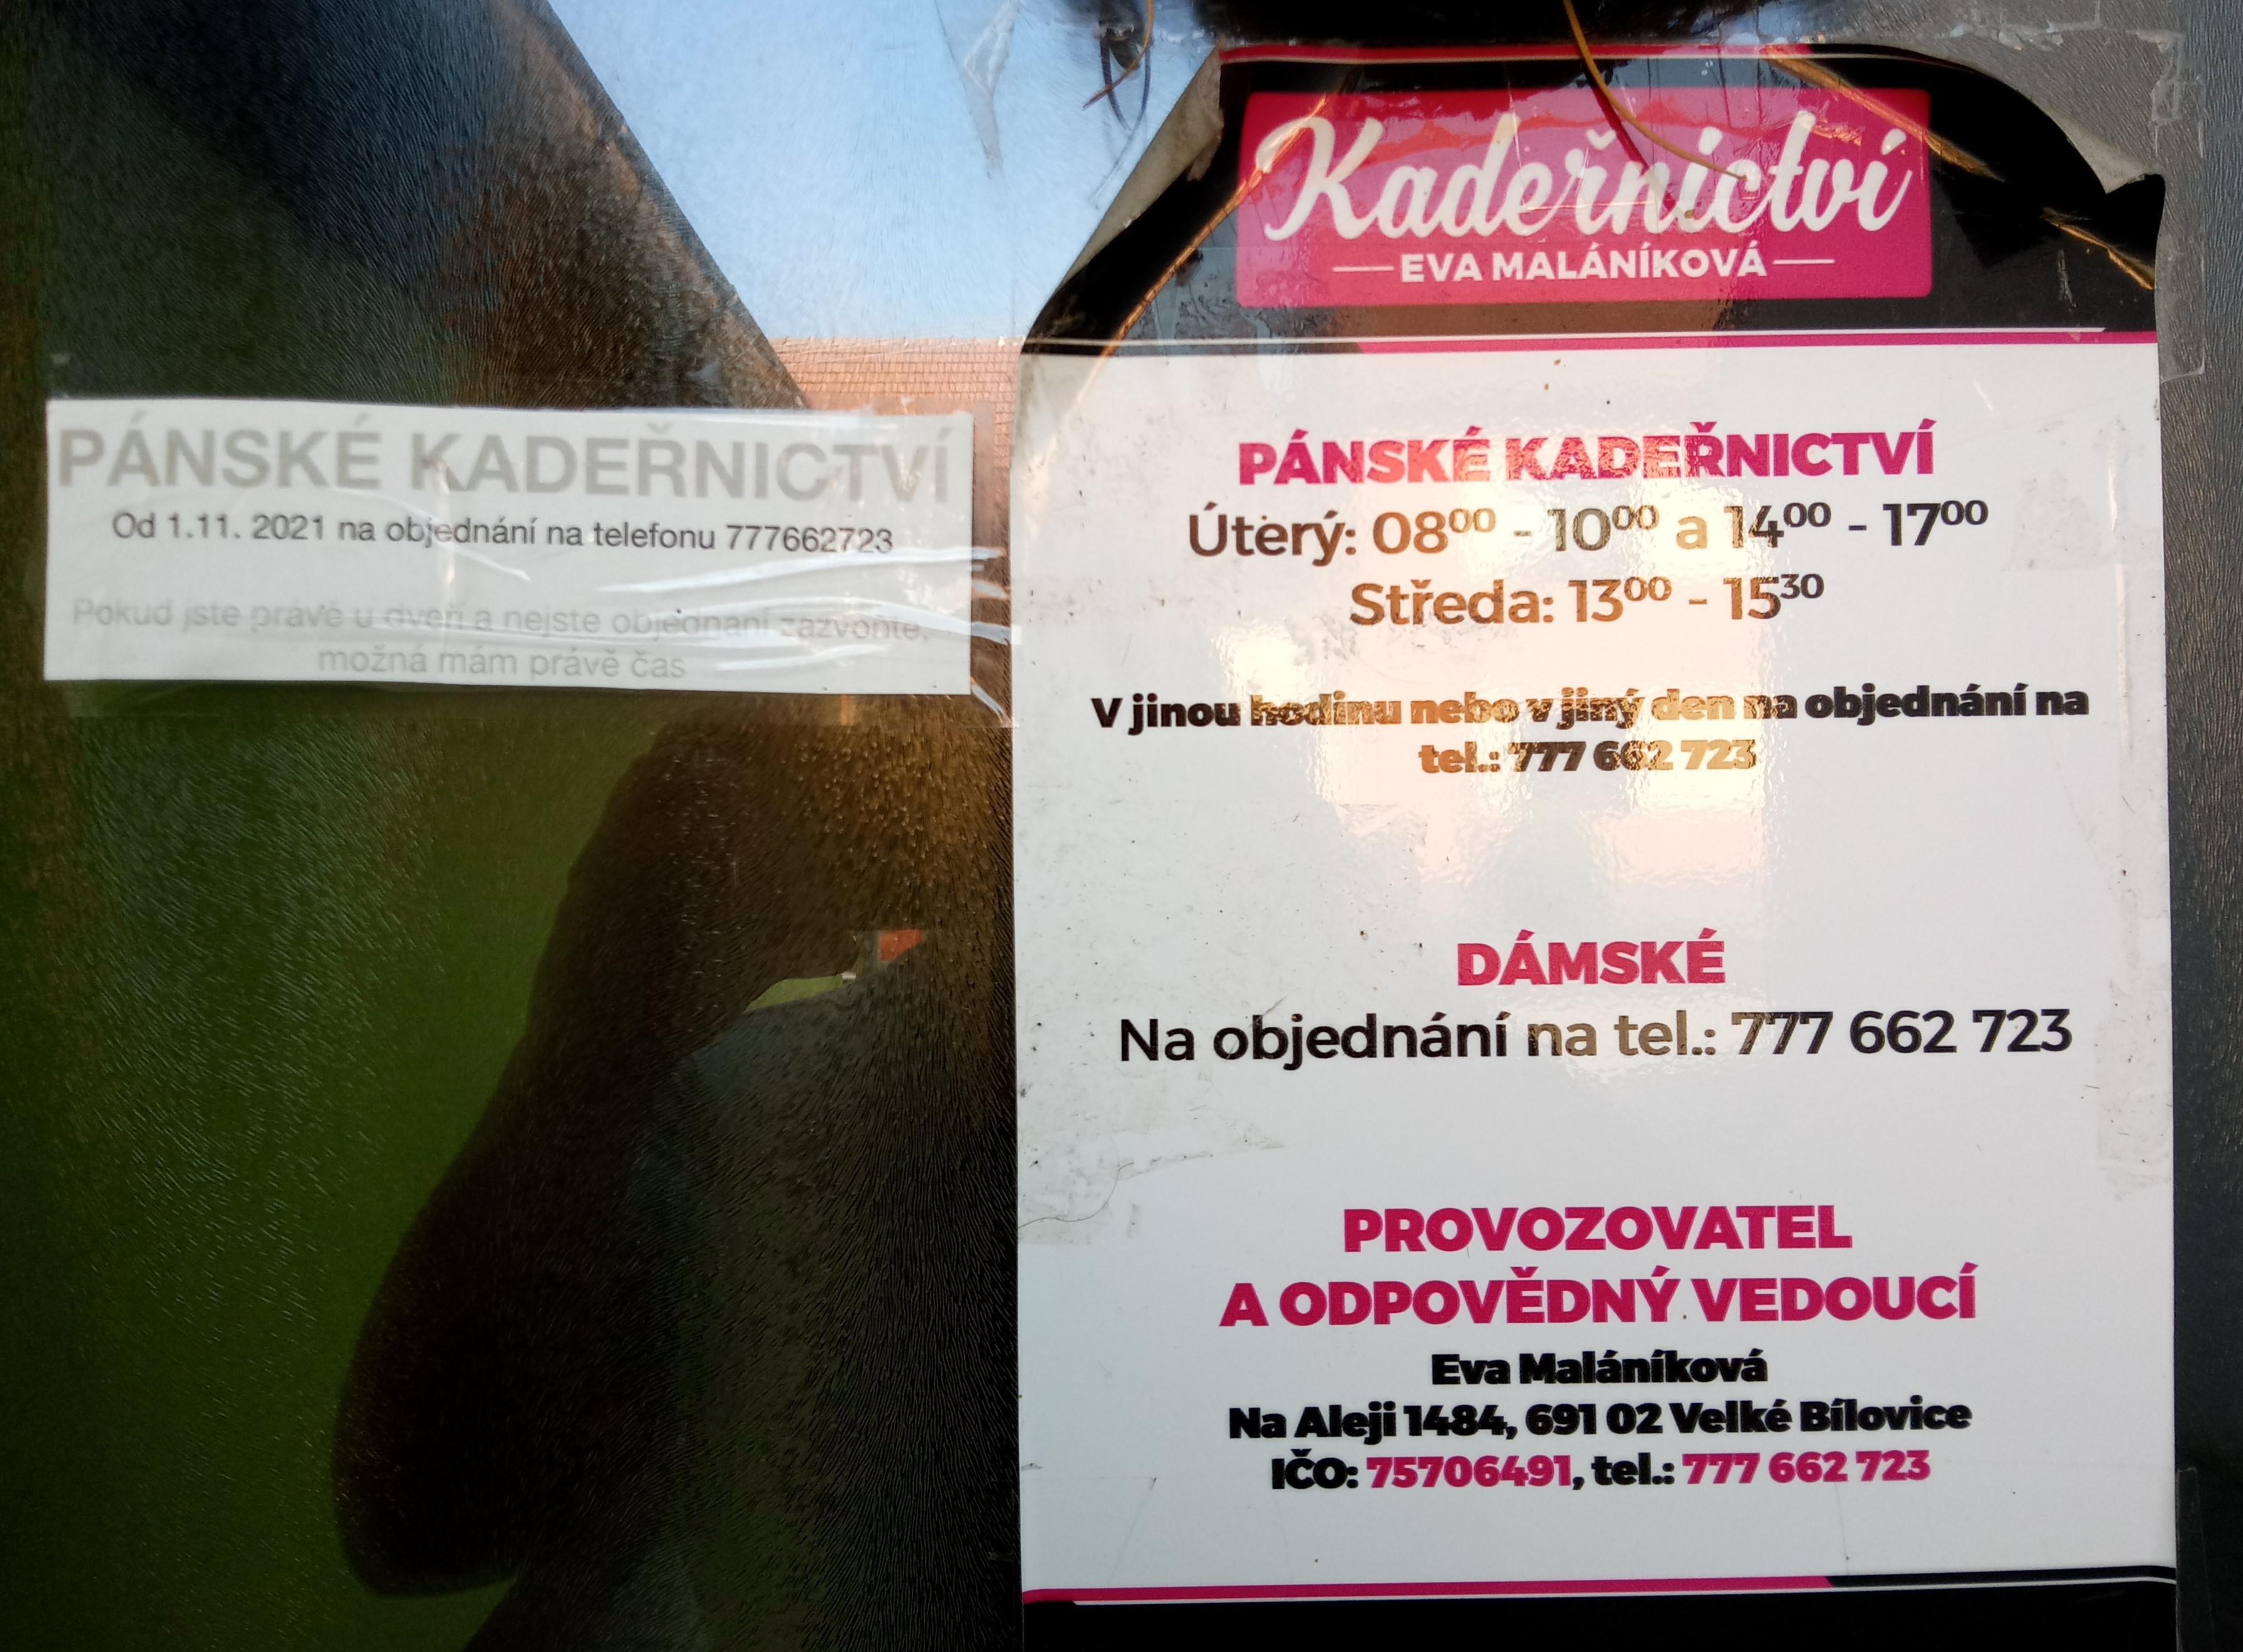 PÁNSKÉ KADEŘNICTVÍ
Od 1.11. 2021 na objednání na telefonu 777662723
Pokud jste právě u dveří a nejste objednaní zazvoňte,
možná mám právě čas
Kadeřnictví
EVA MALÁNÍKOVÁ
PÁNSKÉ KADEŘNICTVÍ
Úterý: 08⁰⁰ - 10⁰⁰ a 14⁰⁰ - 17⁰⁰
Středa: 13⁰⁰ - 15³⁰
V jinou hodinu nebo v jiný den na objednání na
tel.: 777 662 723
DÁMSKÉ
Na objednání na tel.: 777 662 723
PROVOZOVATEL
A ODPOVĚDNÝ VEDOUCÍ
Eva Maláníková
Na Aleji 1484, 691 02 Velké Bílovice
IČO: 75706491, tel.: 777 662 723